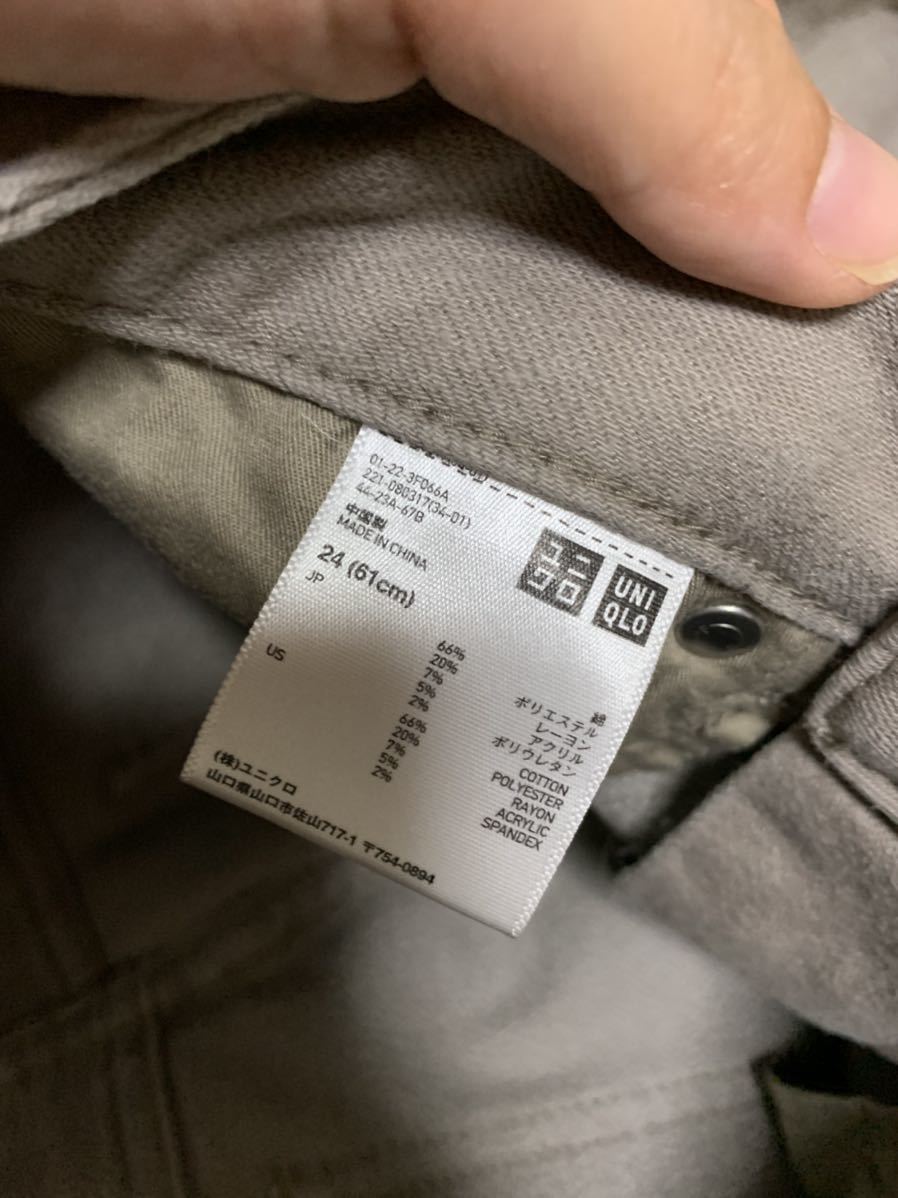 01-22-3F066A
221-080317(34-01)
44-23A-67B
中国製
MADE IN CHINA
24 (61cm)
ユニ
クロ
UNI
QLO
JP
66% 綿
20% ポリエステル
7% レーヨン
5% アクリル
2% ポリウレタン
US
66% COTTON
20% POLYESTER
7% RAYON
5% ACRYLIC
2% SPANDEX
(株)ユニクロ
山口県山口市佐山717-1 〒754-0894